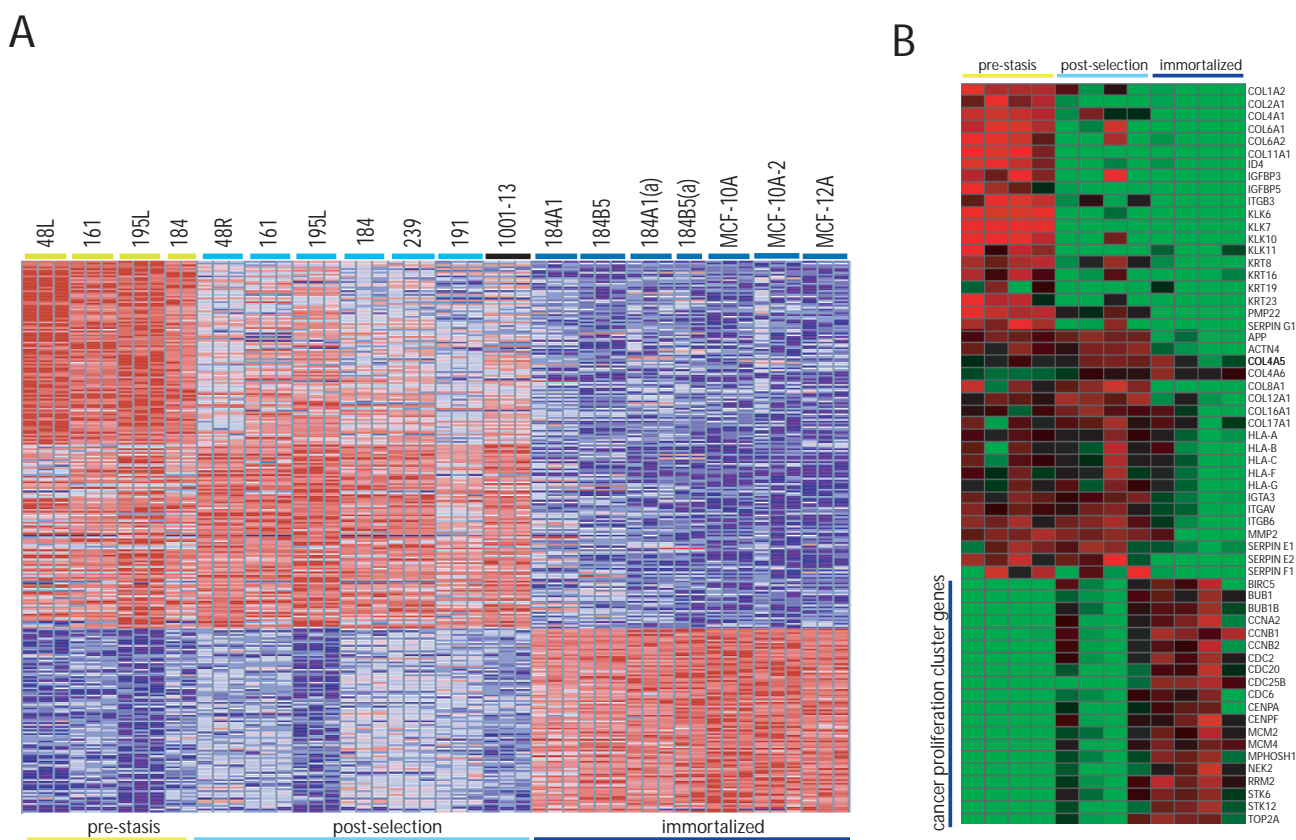 A
48L
161
195L
184
48R
161
195L
184
239
191
1001-13
184A1
184B5
184A1(a)
184B5(a)
MCF-10A
MCF-10A-2
MCF-12A
pre-stasis
post-selection
immortalized
B
pre-stasis
post-selection
immortalized
COL1A2
COL2A1
COL4A1
COL6A1
COL6A2
COL11A1
ID4
IGFBP3
IGFBP5
ITGB3
KLK6
KLK7
KLK10
KLK11
KRT8
KRT16
KRT19
KRT23
PMP22
SERPIN G1
APP
ACTN4
COL4A5
COL4A6
COL8A1
COL12A1
COL16A1
COL17A1
HLA-A
HLA-B
HLA-C
HLA-F
HLA-G
IGTA3
ITGAV
ITGB6
MMP2
SERPIN E1
SERPIN E2
SERPIN F1
cancer proliferation cluster genes
BIRC5
BUB1
BUB1B
CCNA2
CCNB1
CCNB2
CDC2
CDC20
CDC25B
CDC6
CENPA
CENPF
MCM2
MCM4
MPHOSH1
NEK2
RRM2
STK6
STK12
TOP2A